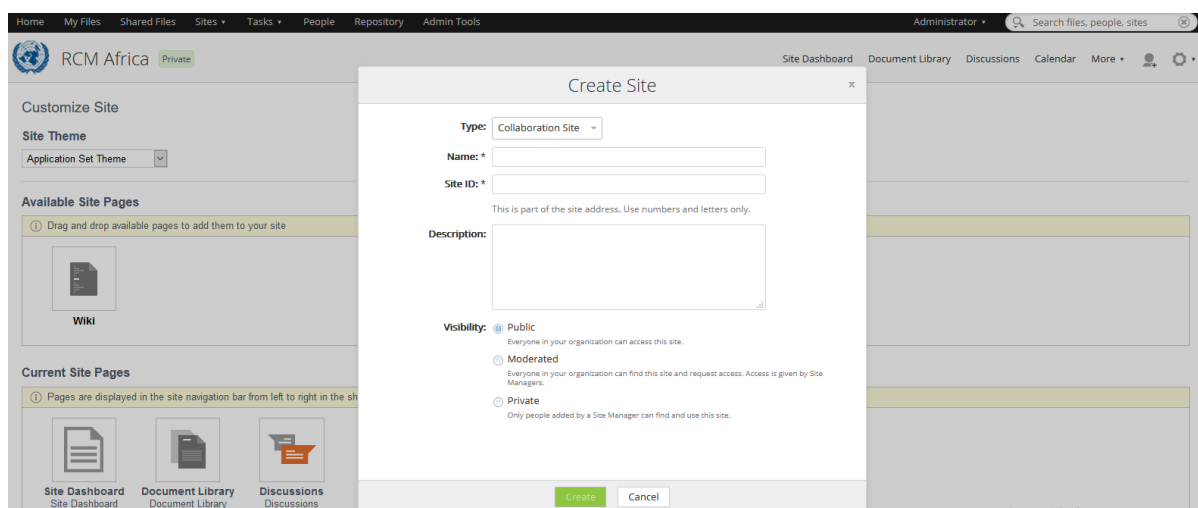 Home My Files Shared Files Sites Tasks People Repository Admin Tools Administrator Search files, people, sites
RCM Africa Private Site Dashboard Document Library Discussions Calendar More
Customize Site
Site Theme
Application Set Theme
Available Site Pages
Drag and drop available pages to add them to your site
Wiki
Current Site Pages
Pages are displayed in the site navigation bar from left to right in the sh
Site Dashboard Document Library Discussions
Site Dashboard Document Library Discussions
Create Site
x
Type: Collaboration Site
Name: *
Site ID: *
This is part of the site address. Use numbers and letters only.
Description:
Visibility: Public
Everyone in your organization can access this site.
Moderated
Everyone in your organization can find this site and request access. Access is given by Site
Managers.
Private
Only people added by a Site Manager can find and use this site.
Create Cancel